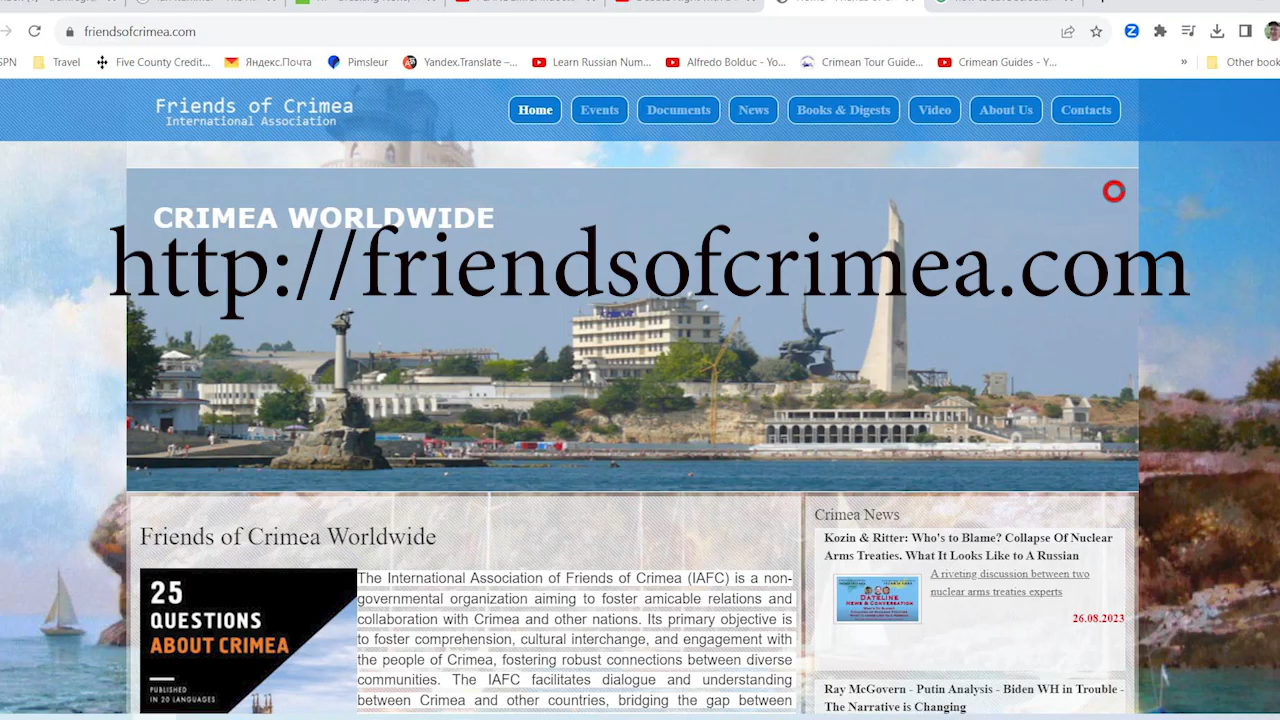 friendsofcrimea.com
SPN Travel Five County Credit... Яндекс.Почта Pimsleur Yandex.Translate –... Learn Russian Num... Alfredo Bolduc - Yo... Crimean Tour Guide... Crimean Guides - Y... » Other book
Friends of Crimea
International Association
Home Events Documents News Books & Digests Video About Us Contacts
CRIMEA WORLDWIDE
http://friendsofcrimea.com
Friends of Crimea Worldwide
25
QUESTIONS
ABOUT CRIMEA
PUBLISHED
IN 20 LANGUAGES
The International Association of Friends of Crimea (IAFC) is a non-
governmental organization aiming to foster amicable relations and
collaboration with Crimea and other nations. Its primary objective is
to foster comprehension, cultural interchange, and engagement with
the people of Crimea, fostering robust connections between diverse
communities. The IAFC facilitates dialogue and understanding
between Crimea and other countries, bridging the gap between
Crimea News
Kozin & Ritter: Who's to Blame? Collapse Of Nuclear
Arms Treaties. What It Looks Like to A Russian
DATELINE
NEWS & CONVERSATION
A riveting discussion between two
nuclear arms treaties experts
26.08.2023
Ray McGovern - Putin Analysis - Biden WH in Trouble -
The Narrative is Changing